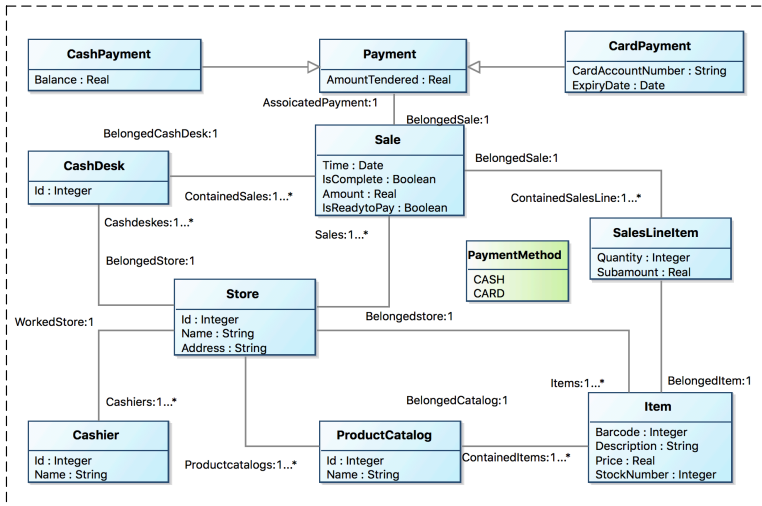 CashPayment
Balance : Real
Payment
AmountTendered : Real
CardPayment
CardAccountNumber : String
ExpiryDate : Date
AssoicatedPayment:1
BelongedSale:1
BelongedCashDesk:1
Sale
Time : Date
IsComplete : Boolean
Amount : Real
IsReadytoPay : Boolean
BelongedSale:1
CashDesk
Id : Integer
ContainedSales:1...*
ContainedSalesLine:1...*
Cashdeskes:1...*
Sales:1...*
SalesLineItem
Quantity : Integer
Subamount : Real
BelongedStore:1
PaymentMethod
CASH
CARD
Store
Id : Integer
Name : String
Address : String
WorkedStore:1
Belongedstore:1
Cashiers:1...*
BelongedCatalog:1
Items:1...*
BelongedItem:1
Cashier
Id : Integer
Name : String
Productcatalogs:1...*
ProductCatalog
Id : Integer
Name : String
ContainedItems:1...*
Item
Barcode : Integer
Description : String
Price : Real
StockNumber : Integer